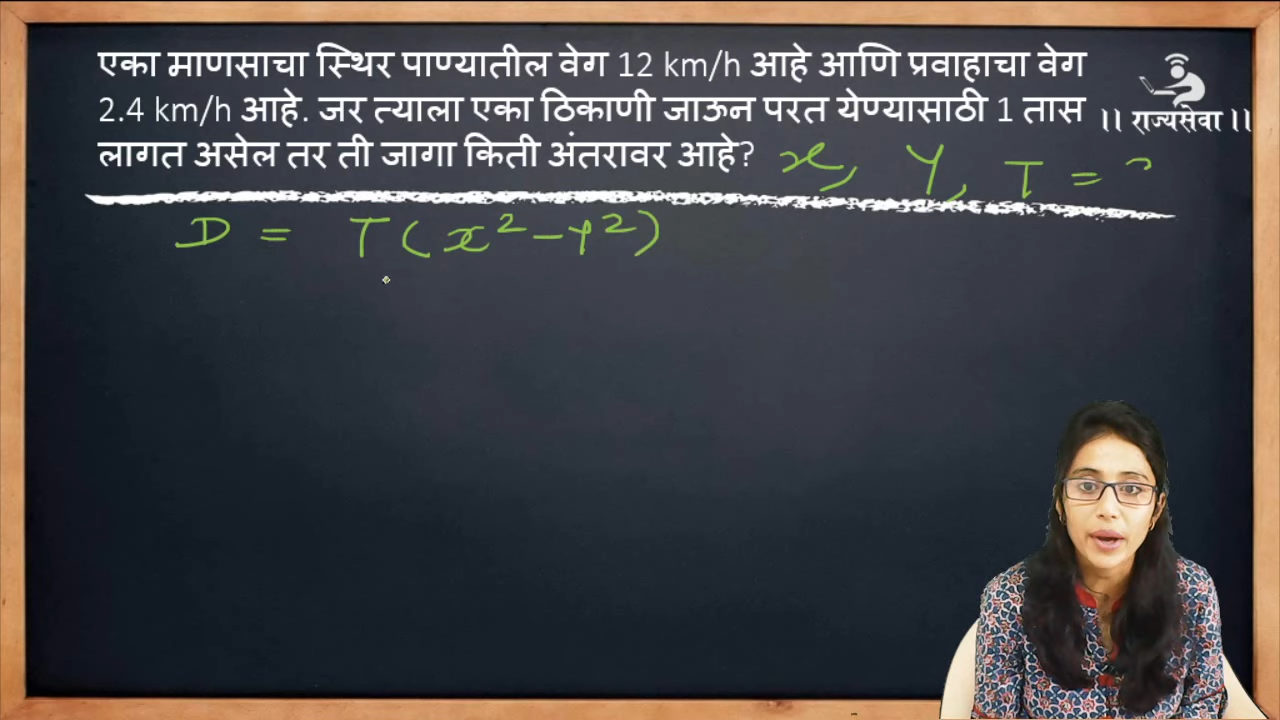 एका माणसाचा स्थिर पाण्यातील वेग 12 km/h आहे आणि प्रवाहाचा वेग
2.4 km/h आहे. जर त्याला एका ठिकाणी जाऊन परत येण्यासाठी 1 तास
लागत असेल तर ती जागा किती अंतरावर आहे?
।। राज्यसेवा ।।
x, Y, T = ?
D = T(x²-Y²)